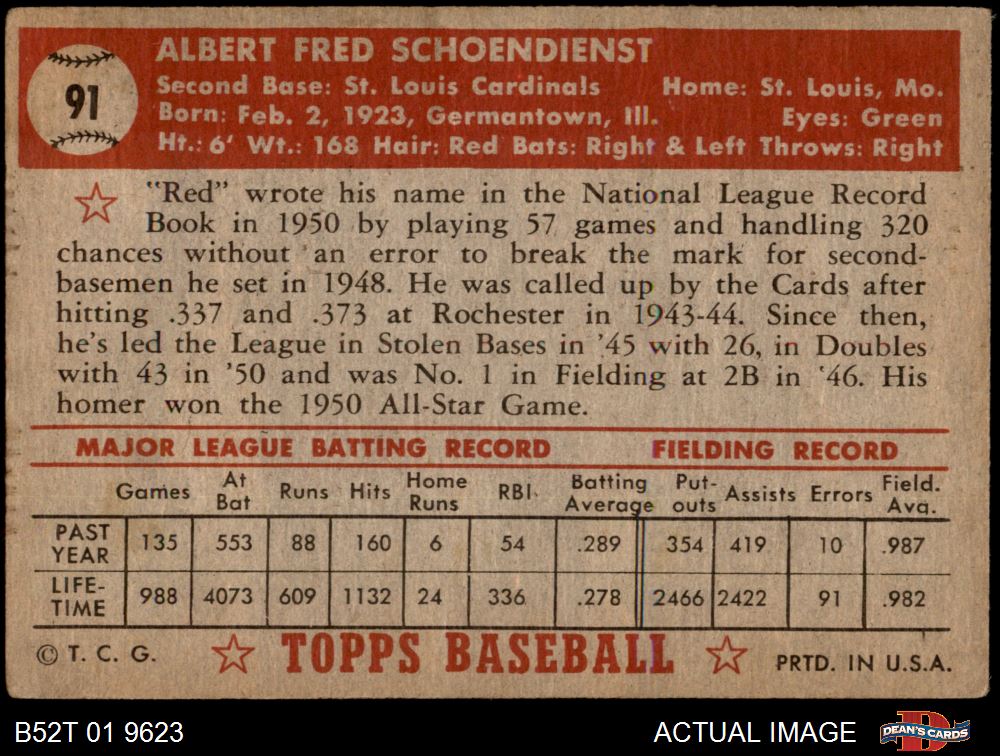 91
ALBERT FRED SCHOENDIENST
Second Base: St. Louis Cardinals Home: St. Louis, Mo.
Born: Feb. 2, 1923, Germantown, Ill. Eyes: Green
Ht.: 6' Wt.: 168 Hair: Red Bats: Right & Left Throws: Right
"Red" wrote his name in the National League Record
Book in 1950 by playing 57 games and handling 320
chances without an error to break the mark for second-
basemen he set in 1948. He was called up by the Cards after
hitting .337 and .373 at Rochester in 1943-44. Since then,
he's led the League in Stolen Bases in '45 with 26, in Doubles
with 43 in '50 and was No. 1 in Fielding at 2B in '46. His
homer won the 1950 All-Star Game.
MAJOR LEAGUE BATTING RECORD FIELDING RECORD
Games At Bat Runs Hits Home Runs RBI. Batting Average Put-outs Assists Errors Field. Avg.
PAST YEAR 135 553 88 160 6 54 .289 354 419 10 .987
LIFE-TIME 988 4073 609 1132 24 336 .278 2466 2422 91 .982
© T. C. G. TOPPS BASEBALL PRTD. IN U.S.A.
B52T 01 9623 ACTUAL IMAGE D DEAN'S CARDS